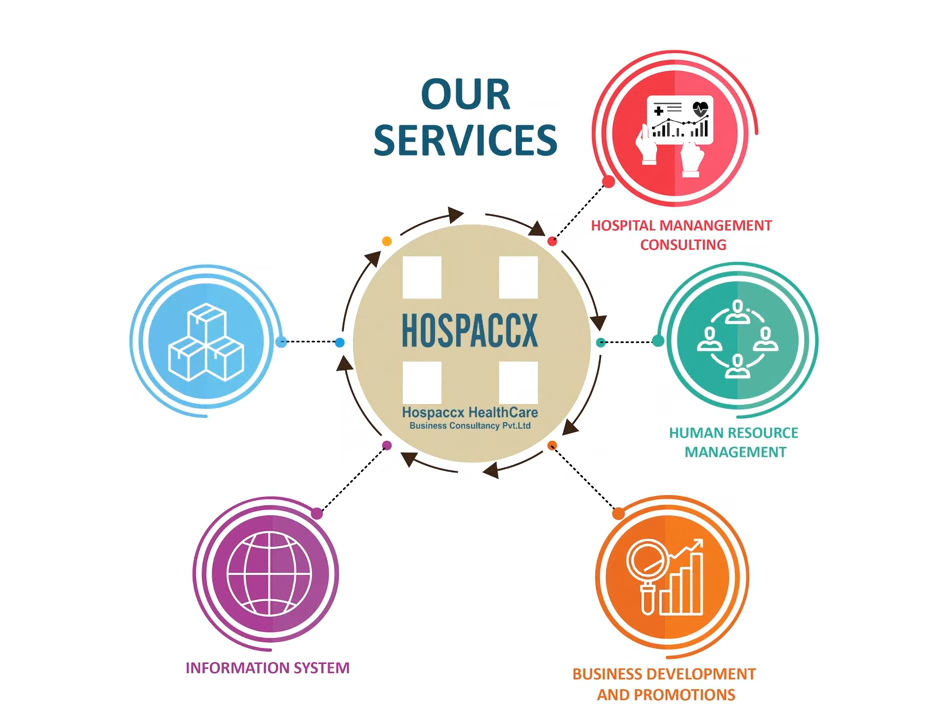 OUR
SERVICES
HOSPITAL MANANGEMENT
CONSULTING
HOSPACCX
Hospaccx HealthCare
Business Consultancy Pvt.Ltd
HUMAN RESOURCE
MANAGEMENT
INFORMATION SYSTEM
BUSINESS DEVELOPMENT
AND PROMOTIONS